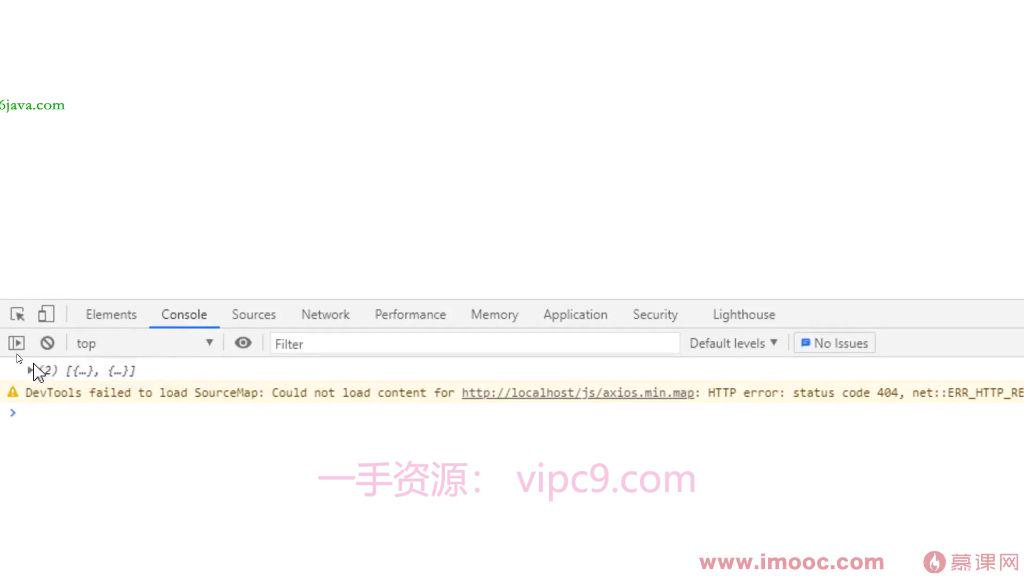 6java.com
Elements Console Sources Network Performance Memory Application Security Lighthouse
top Filter Default levels No Issues
(2) [{…}, {…}]
DevTools failed to load SourceMap: Could not load content for http://localhost/js/axios.min.map: HTTP error: status code 404, net::ERR_HTTP_RE
一手资源： vipc9.com
www.imooc.com 慕课网